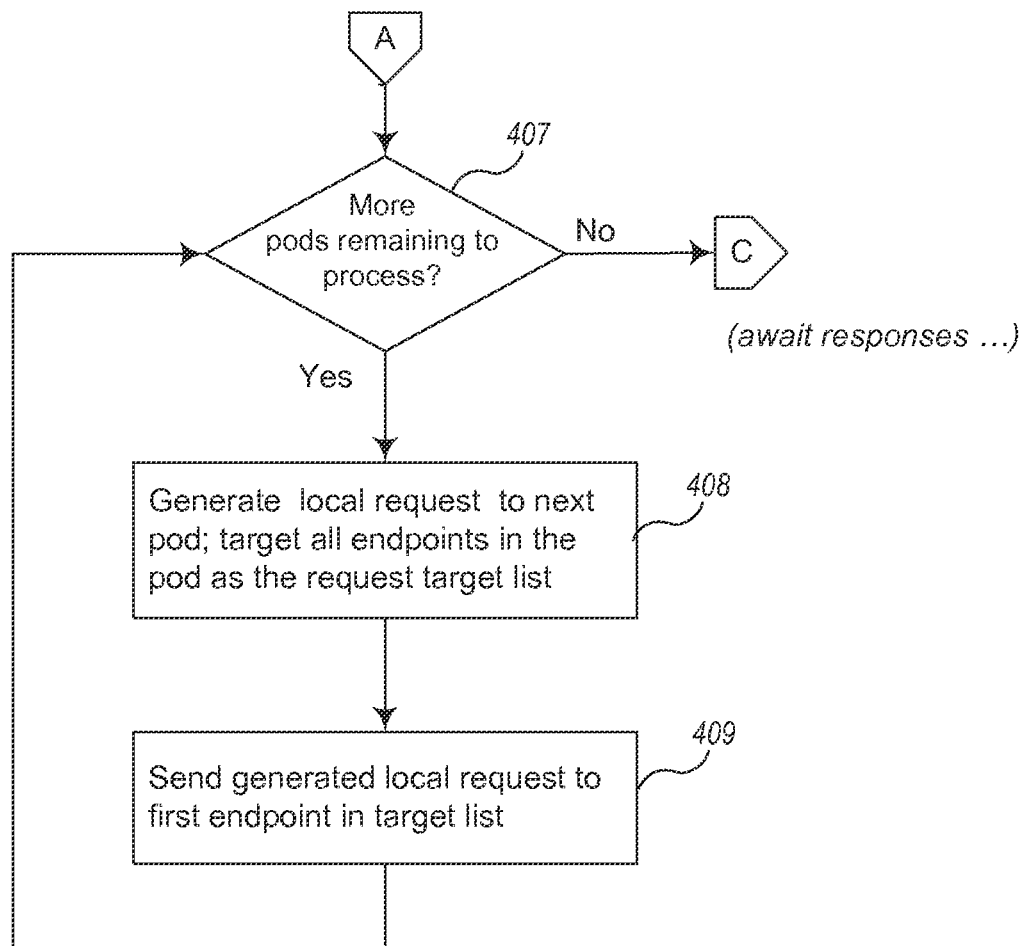 A
407
More
pods remaining to
process?
No
C
(await responses ...)
Yes
408
Generate local request to next
pod; target all endpoints in the
pod as the request target list
409
Send generated local request to
first endpoint in target list